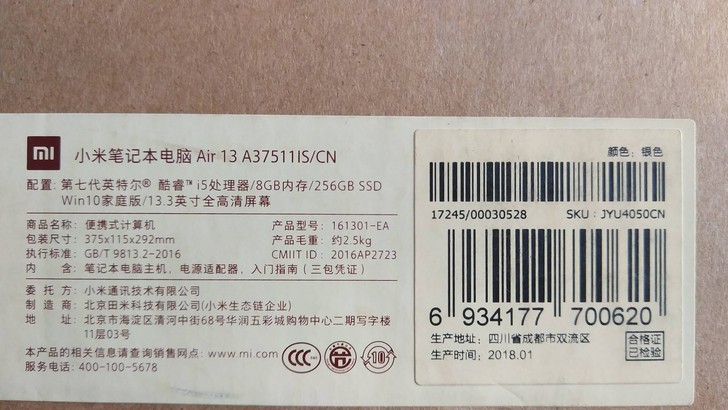 mi 小米笔记本电脑 Air 13 A37511IS/CN
配置: 第七代英特尔® 酷睿™ i5处理器/8GB内存/256GB SSD
Win10家庭版/13.3英寸全高清屏幕
商品名称: 便携式计算机 产品型号: 161301-EA
包装尺寸: 375x115x292mm 产品毛重: 约2.5kg
执行标准: GB/T 9813.2-2016 CMIIT ID: 2016AP2723
内 含: 笔记本电脑主机, 电源适配器, 入门指南 (三包凭证)
委 托 方: 小米通讯技术有限公司
制 造 商: 北京田米科技有限公司(小米生态链企业)
地 址: 北京市海淀区清河中街68号华润五彩城购物中心二期写字楼
11层03号
本产品的相关信息请查询销售网点: www.mi.com
CCC
10
服务电话: 400-100-5678
颜色: 银色
17245/00030528 SKU : JYU4050CN
6 934177 700620
生产地址: 四川省成都市双流区
生产时间: 2018.01
合格证
已检验